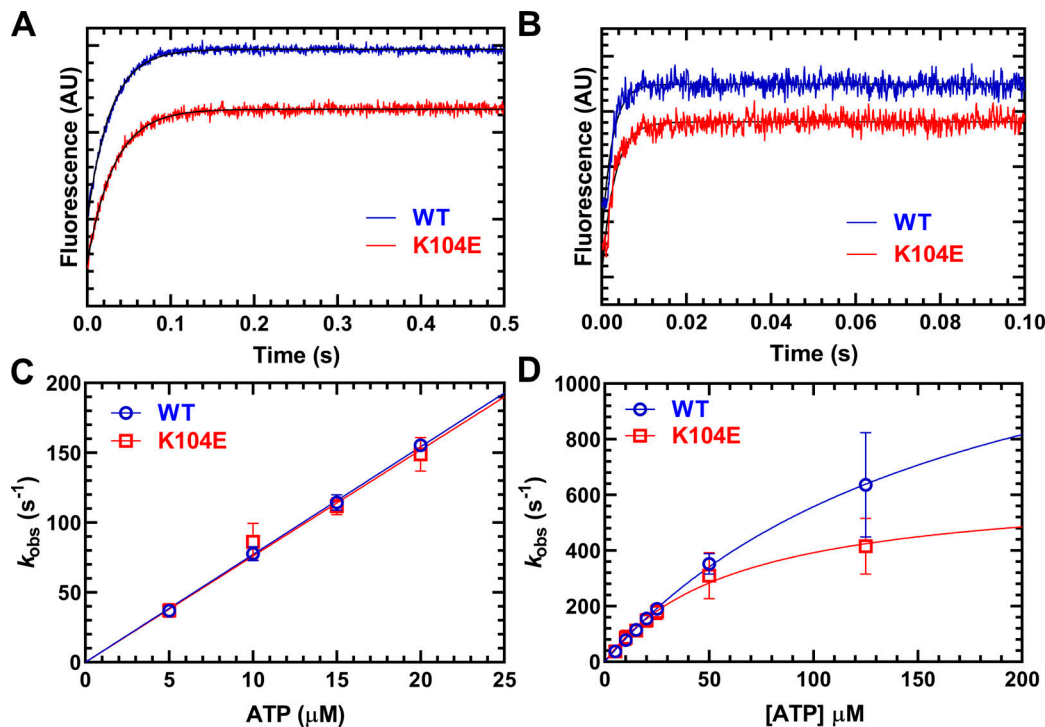 A
Fluorescence (AU)
WT
K104E
0.0 0.1 0.2 0.3 0.4 0.5
Time (s)
B
Fluorescence (AU)
WT
K104E
0.00 0.02 0.04 0.06 0.08 0.10
Time (s)
C
200
150
100
50
0
k_obs (s⁻¹)
WT
K104E
0 5 10 15 20 25
ATP (μM)
D
1000
800
600
400
200
0
k_obs (s⁻¹)
WT
K104E
0 50 100 150 200
[ATP] μM